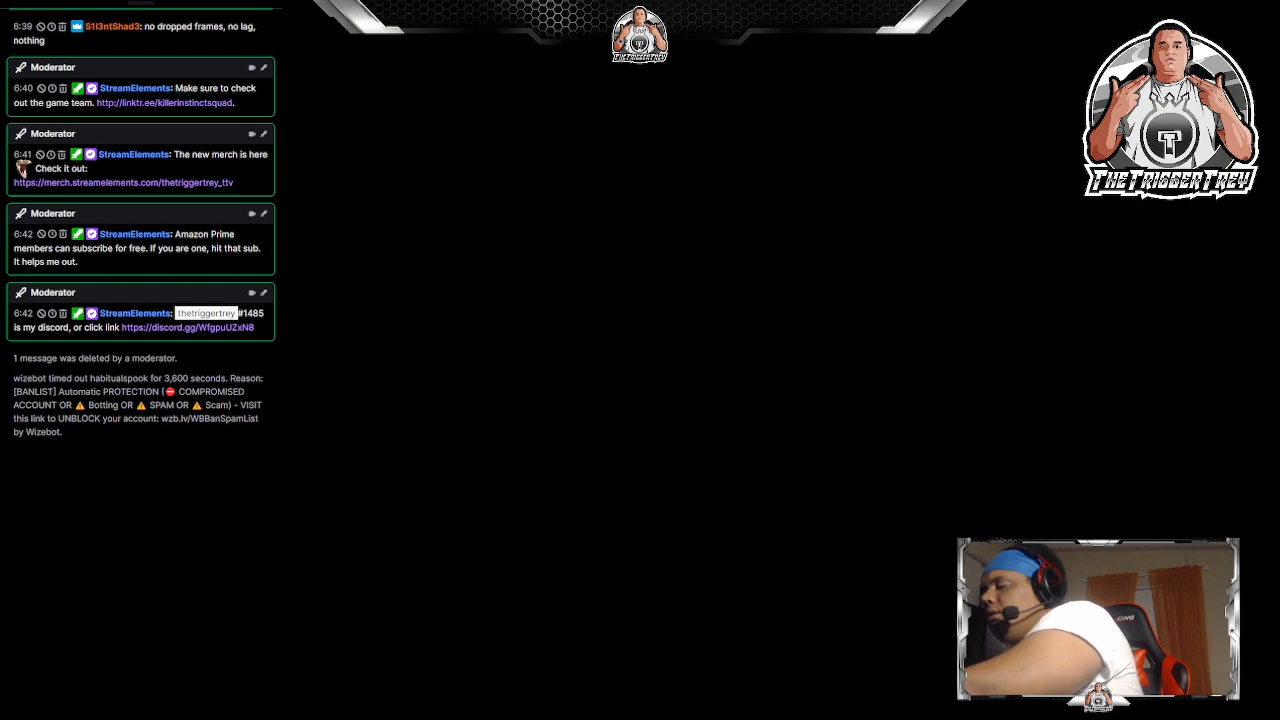 6:39 S1l3ntShad3: no dropped frames, no lag,
nothing
Moderator
6:40 StreamElements: Make sure to check
out the game team. http://linktr.ee/killerinstinctsquad.
Moderator
6:41 StreamElements: The new merch is here
Check it out:
https://merch.streamelements.com/thetriggertrey_ttv
Moderator
6:42 StreamElements: Amazon Prime
members can subscribe for free. If you are one, hit that sub.
It helps me out.
Moderator
6:42 StreamElements: thetriggertrey #1485
is my discord, or click link https://discord.gg/WfgpuUZxN8
1 message was deleted by a moderator.
wizebot timed out habitualspook for 3,600 seconds. Reason:
[BANLIST] Automatic PROTECTION (⛔ COMPROMISED
ACCOUNT OR ⚠ Botting OR ⚠ SPAM OR ⚠ Scam) - VISIT
this link to UNBLOCK your account: wzb.lv/WBBanSpamList
by Wizebot.
THETRIGGERTREY
THETRIGGERTREY